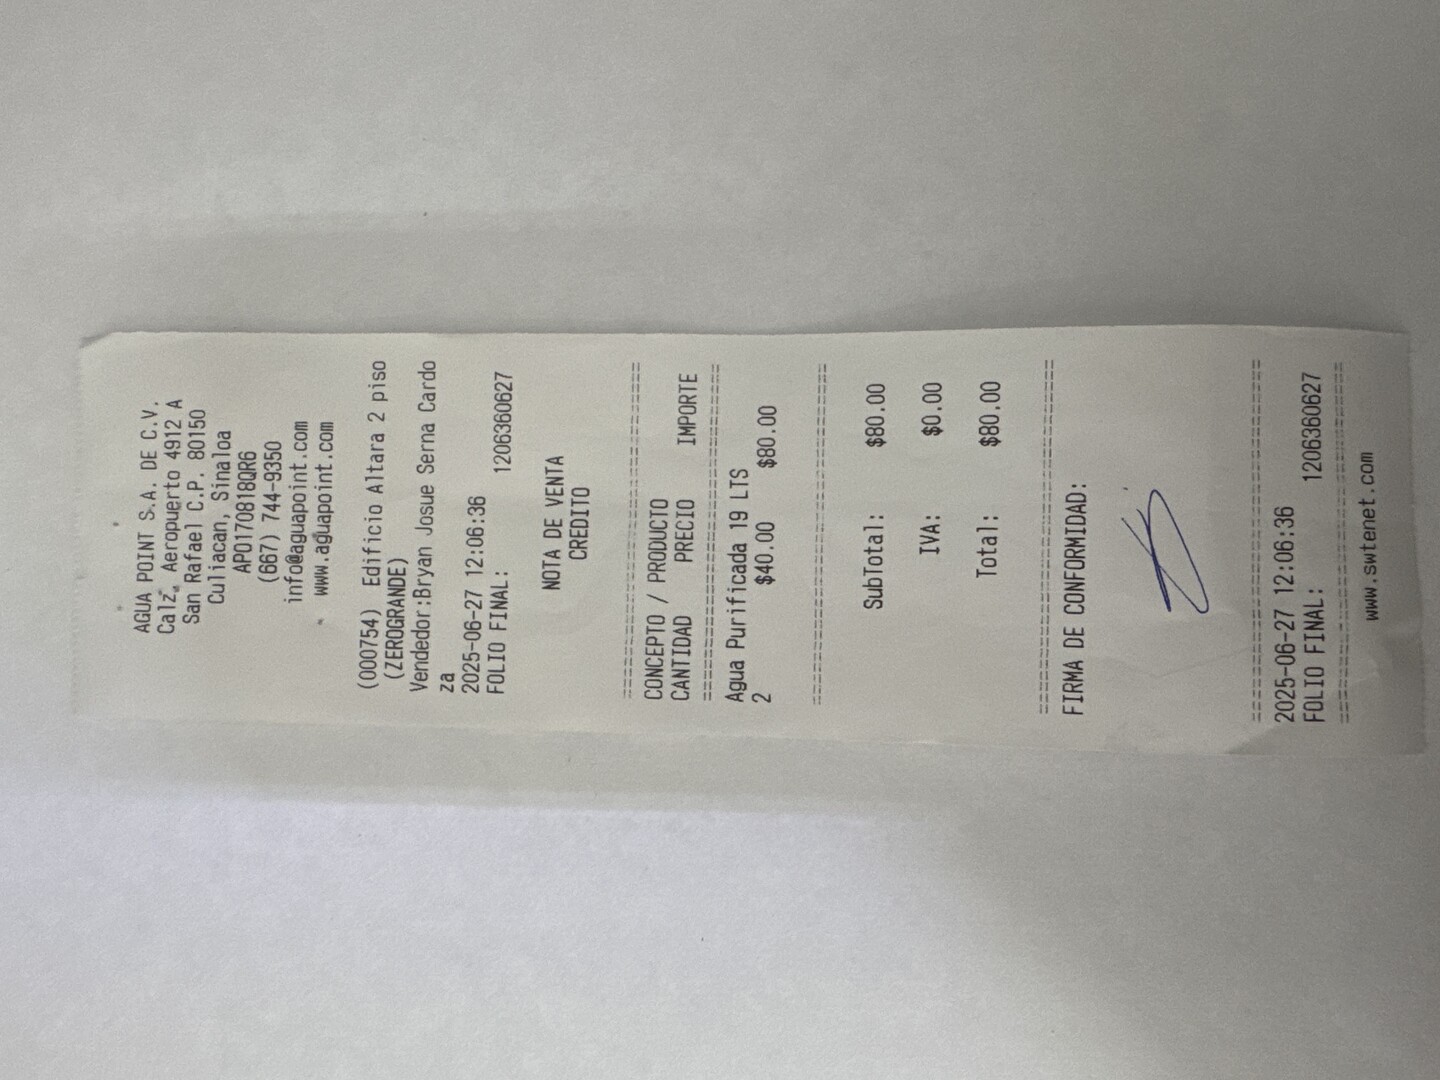 AGUA POINT S.A. DE C.V.
Calz. Aeropuerto 4912 A
San Rafael C.P. 80150
Culiacan, Sinaloa
APO170818QR6
(667) 744-9350
info@aguapoint.com
www.aguapoint.com
(000754) Edificio Altara 2 piso
(ZEROGRANDE)
Vendedor:Bryan Josue Serna Cardo
za
2025-06-27 12:06:36
FOLIO FINAL: 1206360627
NOTA DE VENTA
CREDITO
================================
CONCEPTO / PRODUCTO
CANTIDAD PRECIO IMPORTE
================================
Agua Purificada 19 LTS
2 $40.00 $80.00
================================
SubTotal: $80.00
IVA: $0.00
Total: $80.00
================================
FIRMA DE CONFORMIDAD:
================================
2025-06-27 12:06:36
FOLIO FINAL: 1206360627
================================
www.swtenet.com